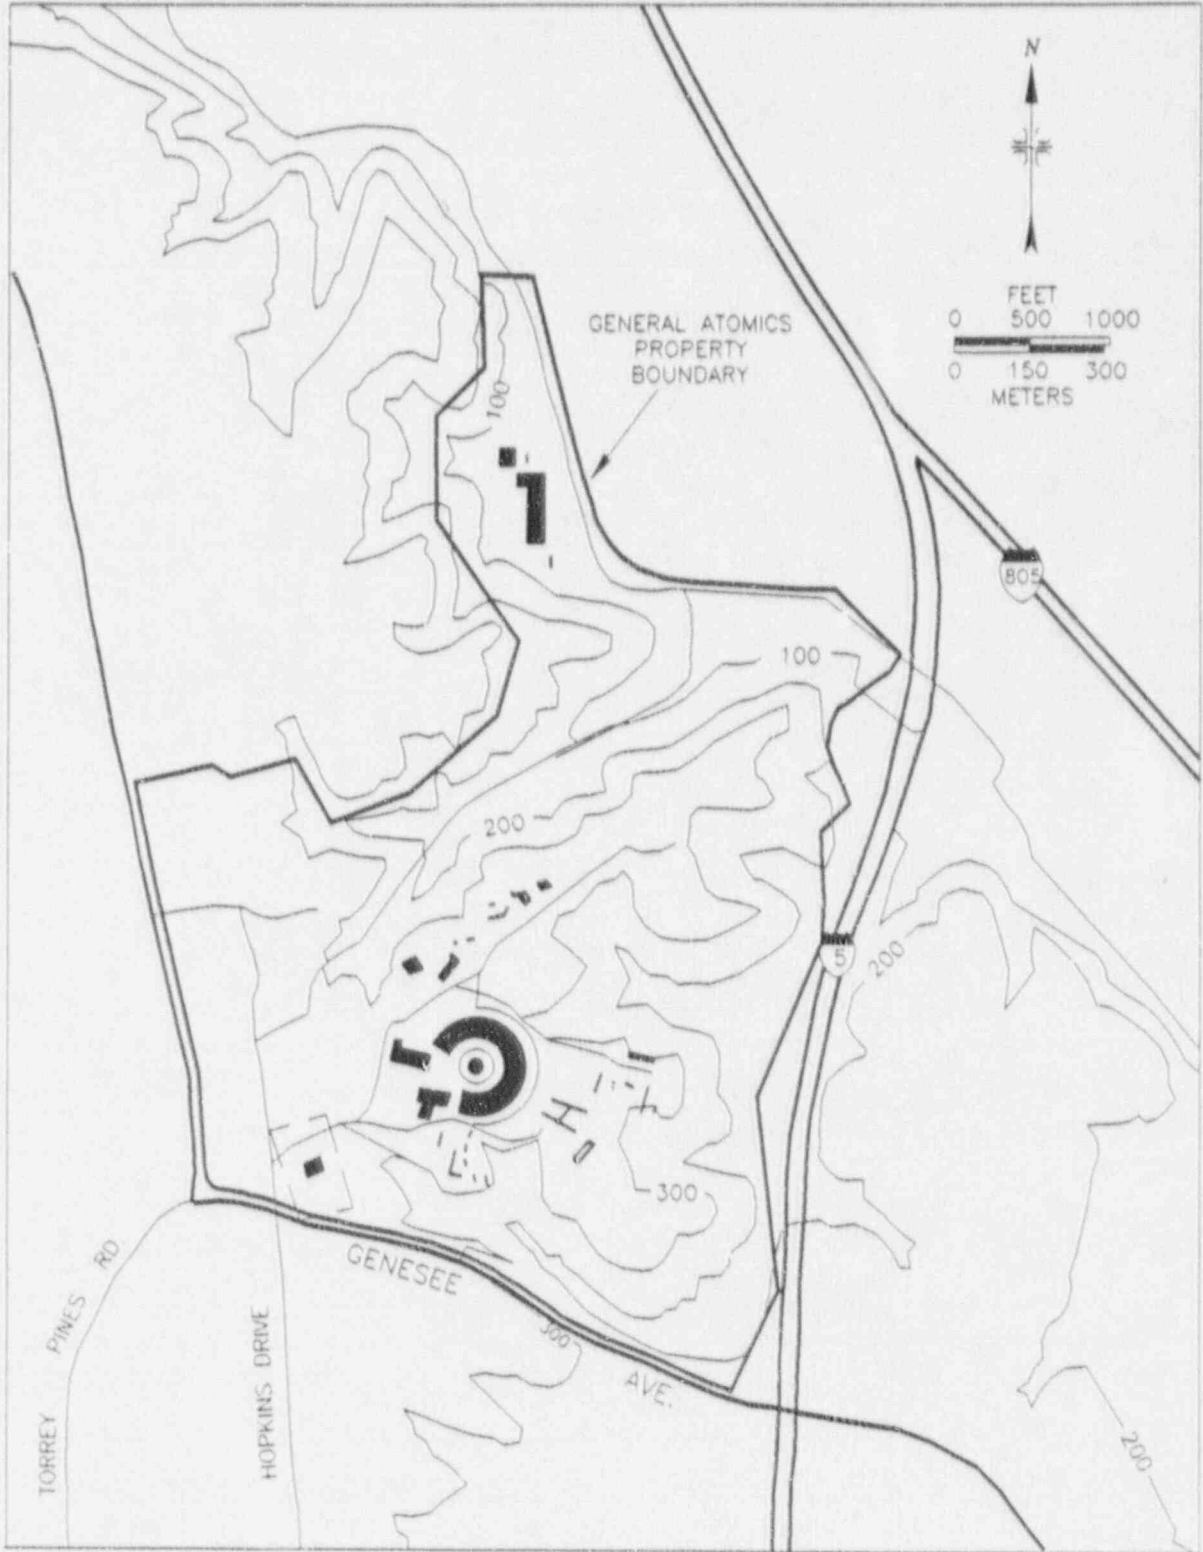 N
FEET
0 500 1000
0 150 300
METERS
GENERAL ATOMICS
PROPERTY
BOUNDARY
100
805
100
200
5
200
300
GENESEE
AVE.
300
TORREY PINES RD
HOPKINS DRIVE
200